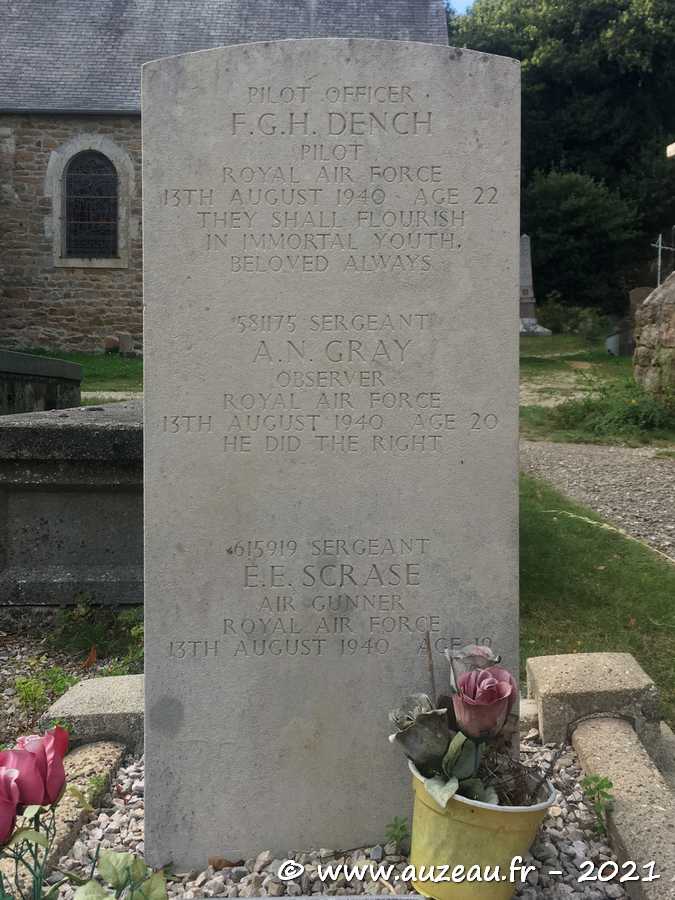 PILOT OFFICER
F.G.H. DENCH
PILOT
ROYAL AIR FORCE
13TH AUGUST 1940 AGE 22
THEY SHALL FLOURISH
IN IMMORTAL YOUTH,
BELOVED ALWAYS
581175 SERGEANT
A.N. GRAY
OBSERVER
ROYAL AIR FORCE
13TH AUGUST 1940 AGE 20
HE DID THE RIGHT
615919 SERGEANT
E.E. SCRASE
AIR GUNNER
ROYAL AIR FORCE
13TH AUGUST 1940 AGE 19
© www.auzeau.fr - 2021